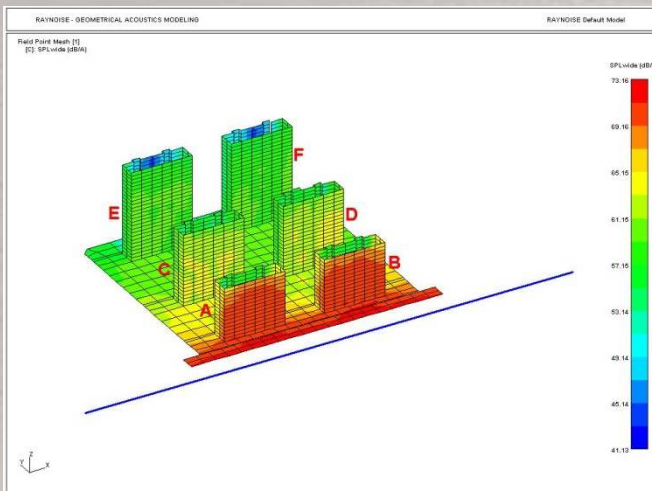 RAYNOISE - GEOMETRICAL ACOUSTICS MODELING
RAYNOISE Default Model
Field Point Mesh [1]
[C]: SPLwide (dB/A)
SPLwide (dB/
73.16
69.16
65.15
61.15
57.15
53.14
49.14
45.14
41.13
F
E
D
C
B
A
Z
Y
X